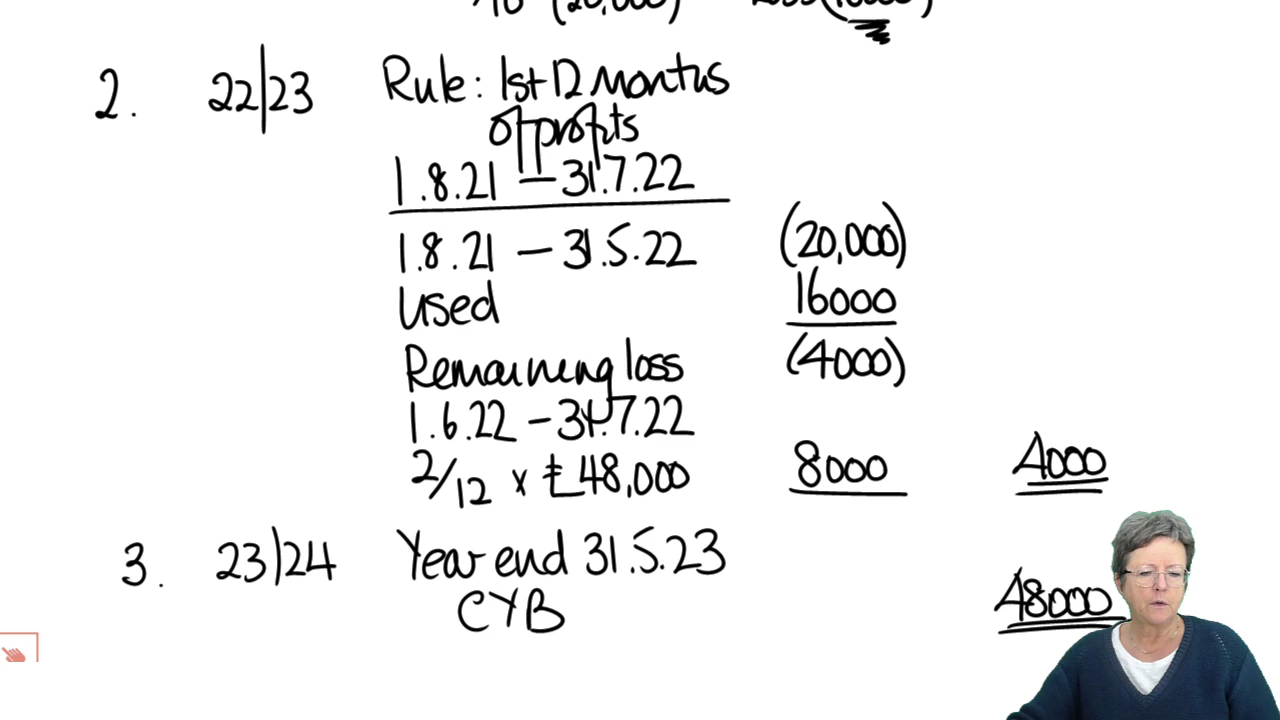 (20,000)
2. 22/23 Rule: 1st 12 months
of profits
1.8.21 – 31.7.22
1.8.21 – 31.5.22 (20,000)
Used 16000
Remaining loss (4000)
1.6.22 – 31.7.22
2/12 x £48,000 8000 4000
3. 23/24 Year end 31.5.23
CYB 48000